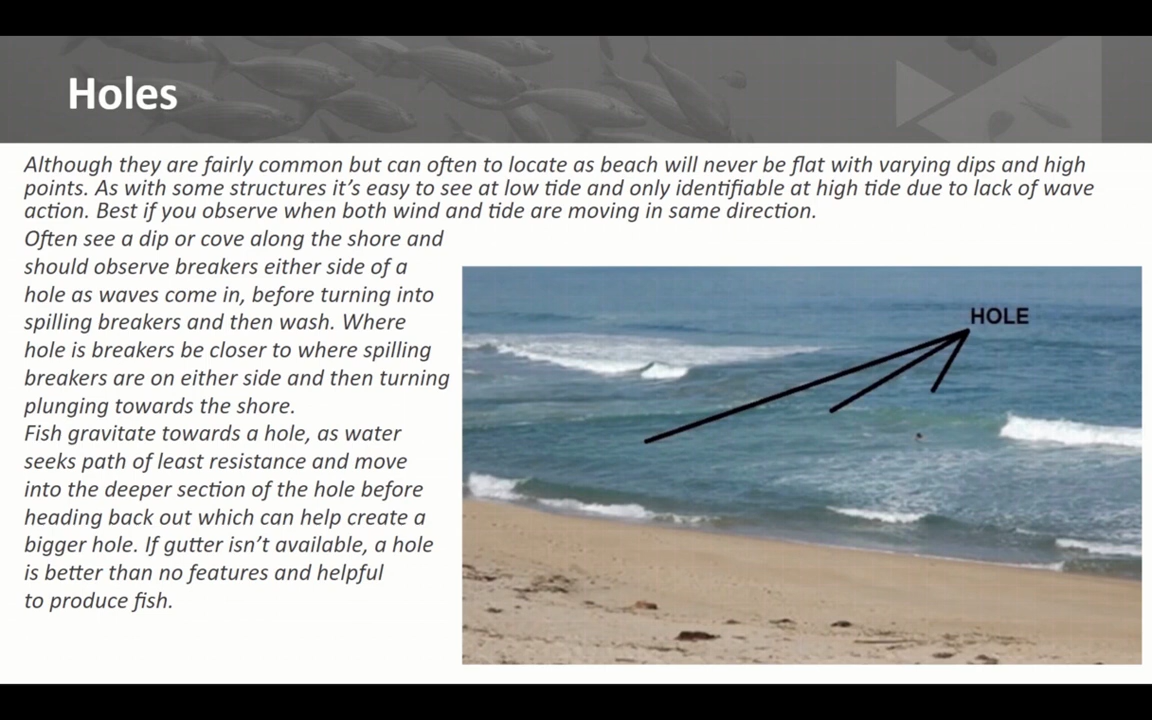 Holes
Although they are fairly common but can often to locate as beach will never be flat with varying dips and high
points. As with some structures it's easy to see at low tide and only identifiable at high tide due to lack of wave
action. Best if you observe when both wind and tide are moving in same direction.
Often see a dip or cove along the shore and
should observe breakers either side of a
hole as waves come in, before turning into
spilling breakers and then wash. Where
hole is breakers be closer to where spilling
breakers are on either side and then turning
plunging towards the shore.
Fish gravitate towards a hole, as water
seeks path of least resistance and move
into the deeper section of the hole before
heading back out which can help create a
bigger hole. If gutter isn't available, a hole
is better than no features and helpful
to produce fish.
HOLE